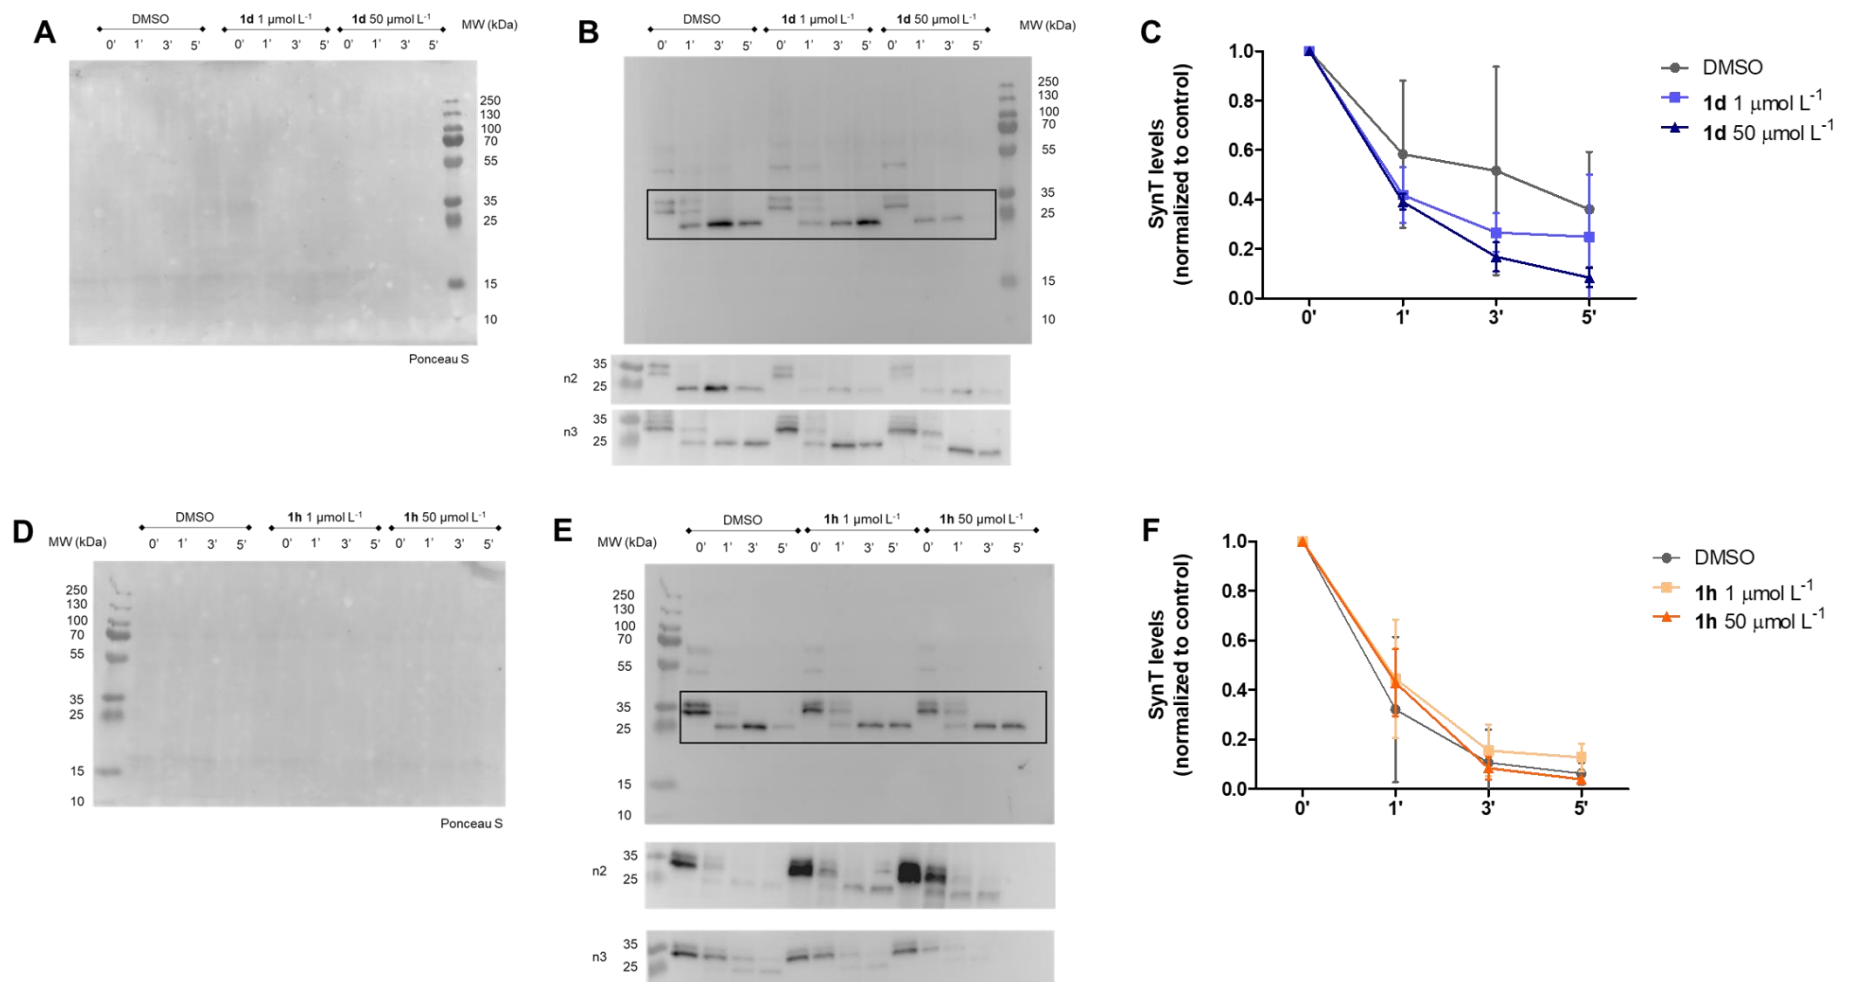 A
DMSO
1d 1 µmol L-1
1d 50 µmol L-1
MW (kDa)
0' 1' 3' 5' 0' 1' 3' 5' 0' 1' 3' 5'
250
130
100
70
55
35
25
15
10
Ponceau S
B
DMSO
1d 1 µmol L-1
1d 50 µmol L-1
MW (kDa)
0' 1' 3' 5' 0' 1' 3' 5' 0' 1' 3' 5'
250
130
100
70
55
35
25
15
10
n2
35
25
n3
35
25
C
SynT levels
(normalized to control)
1.0
0.8
0.6
0.4
0.2
0.0
0' 1' 3' 5'
DMSO
1d 1 µmol L-1
1d 50 µmol L-1
D
MW (kDa)
DMSO
1h 1 µmol L-1
1h 50 µmol L-1
0' 1' 3' 5' 0' 1' 3' 5' 0' 1' 3' 5'
250
130
100
70
55
35
25
15
10
Ponceau S
E
MW (kDa)
DMSO
1h 1 µmol L-1
1h 50 µmol L-1
0' 1' 3' 5' 0' 1' 3' 5' 0' 1' 3' 5'
250
130
100
70
55
35
25
15
10
n2
35
25
n3
35
25
F
SynT levels
(normalized to control)
1.0
0.8
0.6
0.4
0.2
0.0
0' 1' 3' 5'
DMSO
1h 1 µmol L-1
1h 50 µmol L-1